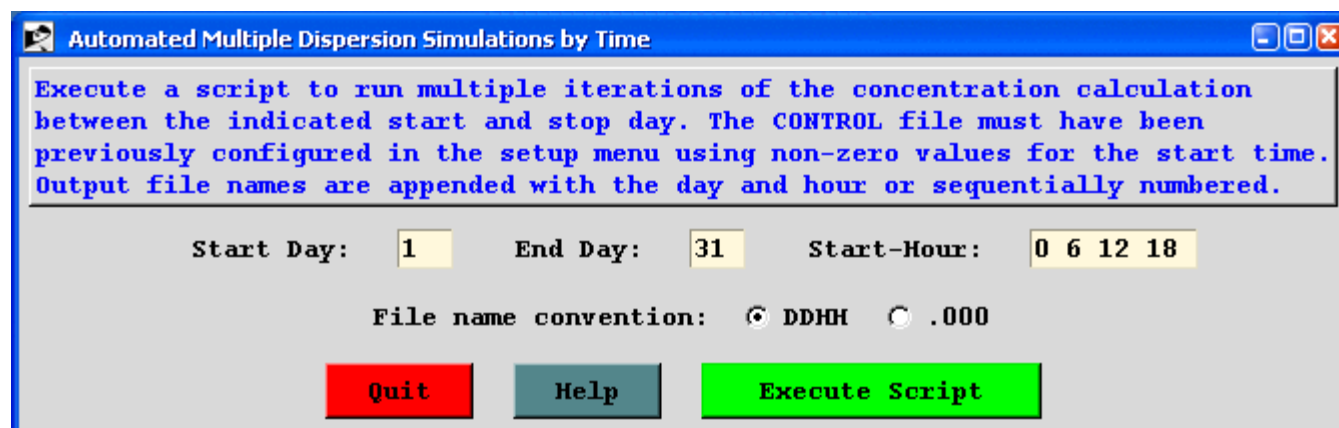 Automated Multiple Dispersion Simulations by Time
Execute a script to run multiple iterations of the concentration calculation
between the indicated start and stop day. The CONTROL file must have been
previously configured in the setup menu using non-zero values for the start time.
Output file names are appended with the day and hour or sequentially numbered.
Start Day: 1 End Day: 31 Start-Hour: 0 6 12 18
File name convention: DDHH .000
Quit Help Execute Script